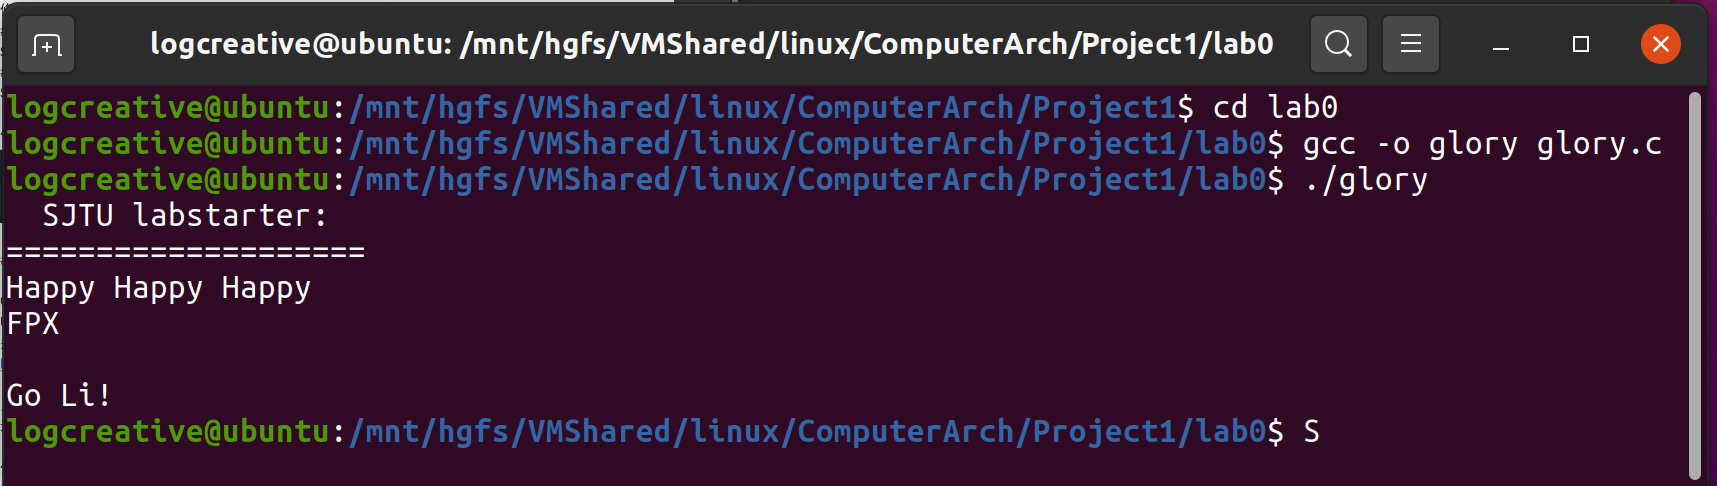 logcreative@ubuntu: /mnt/hgfs/VMShared/linux/ComputerArch/Project1/lab0
logcreative@ubuntu:/mnt/hgfs/VMShared/linux/ComputerArch/Project1$ cd lab0
logcreative@ubuntu:/mnt/hgfs/VMShared/linux/ComputerArch/Project1/lab0$ gcc -o glory glory.c
logcreative@ubuntu:/mnt/hgfs/VMShared/linux/ComputerArch/Project1/lab0$ ./glory
  SJTU labstarter:
====================
Happy Happy Happy
FPX

Go Li!
logcreative@ubuntu:/mnt/hgfs/VMShared/linux/ComputerArch/Project1/lab0$ S